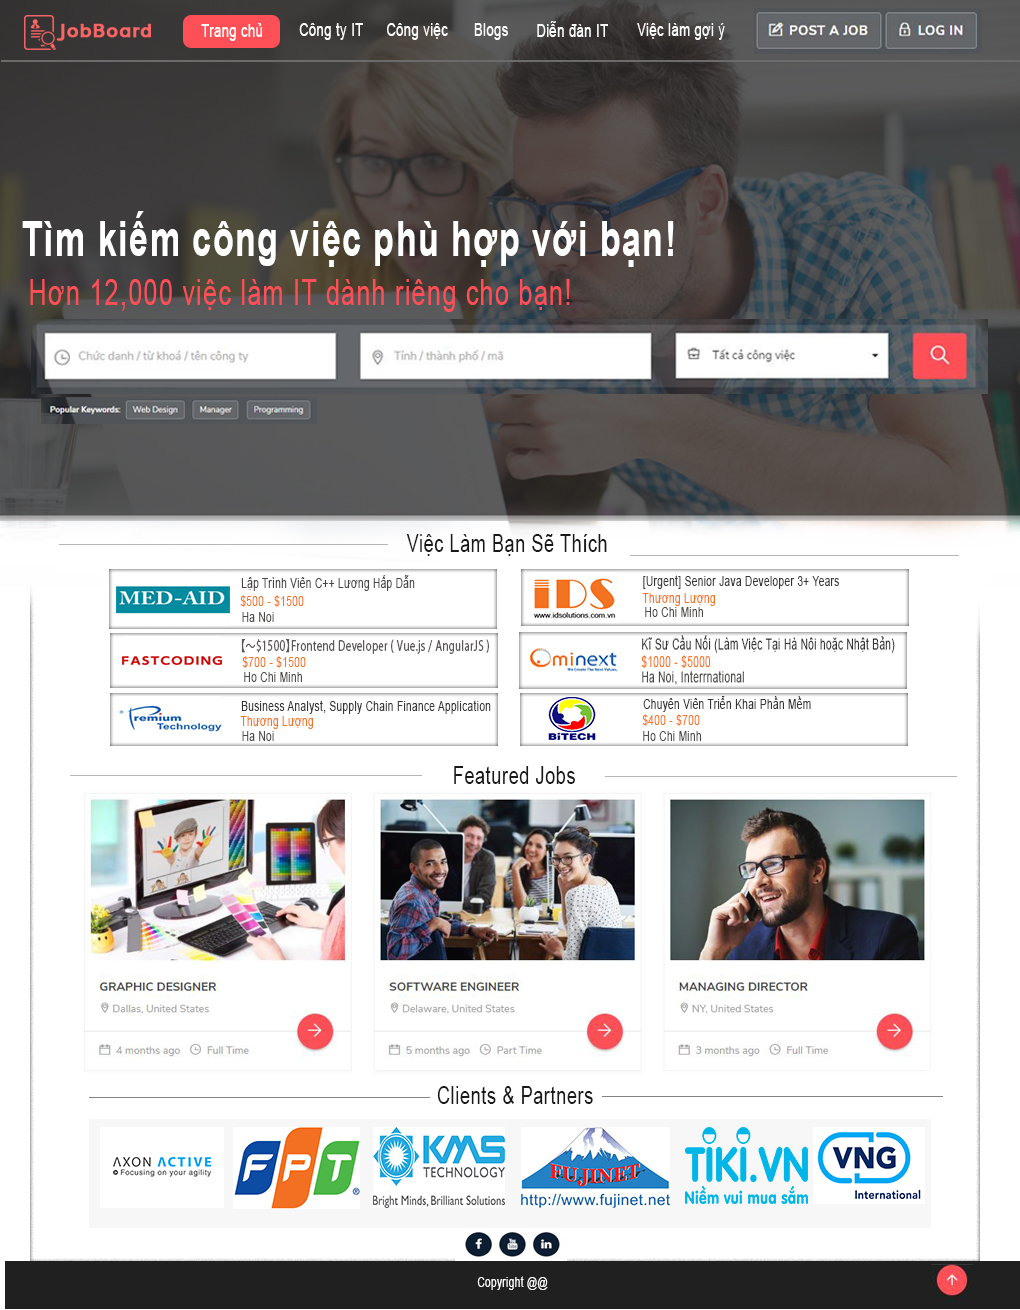 JobBoard
Trang chủ
Công ty IT
Công việc
Blogs
Diễn đàn IT
Việc làm gợi ý
POST A JOB
LOG IN
Tìm kiếm công việc phù hợp với bạn!
Hơn 12,000 việc làm IT dành riêng cho bạn!
Chức danh / từ khoá / tên công ty
Tỉnh / thành phố / mã
Tất cả công việc
Popular Keywords:
Web Design
Manager
Programming
Việc Làm Bạn Sẽ Thích
MED-AID
Lập Trình Viên C++ Lương Hấp Dẫn
$500 - $1500
Ha Noi
iDS
www.idsolutions.com.vn
[Urgent] Senior Java Developer 3+ Years
Thương Lượng
Ho Chi Minh
FASTCODING
【~$1500】Frontend Developer ( Vue.js / AngularJS )
$700 - $1500
Ho Chi Minh
Ominext
We Create The Next Value.
Kĩ Sư Cầu Nối (Làm Việc Tại Hà Nôi hoặc Nhật Bản)
$1000 - $5000
Ha Noi, Interrnational
Premium
Technology
Business Analyst, Supply Chain Finance Application
Thương Lượng
Ha Noi
BiTECH
Chuyên Viên Triển Khai Phần Mềm
$400 - $700
Ho Chi Minh
Featured Jobs
GRAPHIC DESIGNER
Dallas, United States
4 months ago
Full Time
SOFTWARE ENGINEER
Delaware, United States
5 months ago
Part Time
MANAGING DIRECTOR
NY, United States
3 months ago
Full Time
Clients & Partners
AXON ACTIVE
Focusing on your agility
FPT
®
KMS
TECHNOLOGY
Bright Minds, Brilliant Solutions
FUJINET
http://www.fujinet.net
TIKI.VN
Niềm vui mua sắm
VNG
International
f
You
Tube
in
Copyright @@